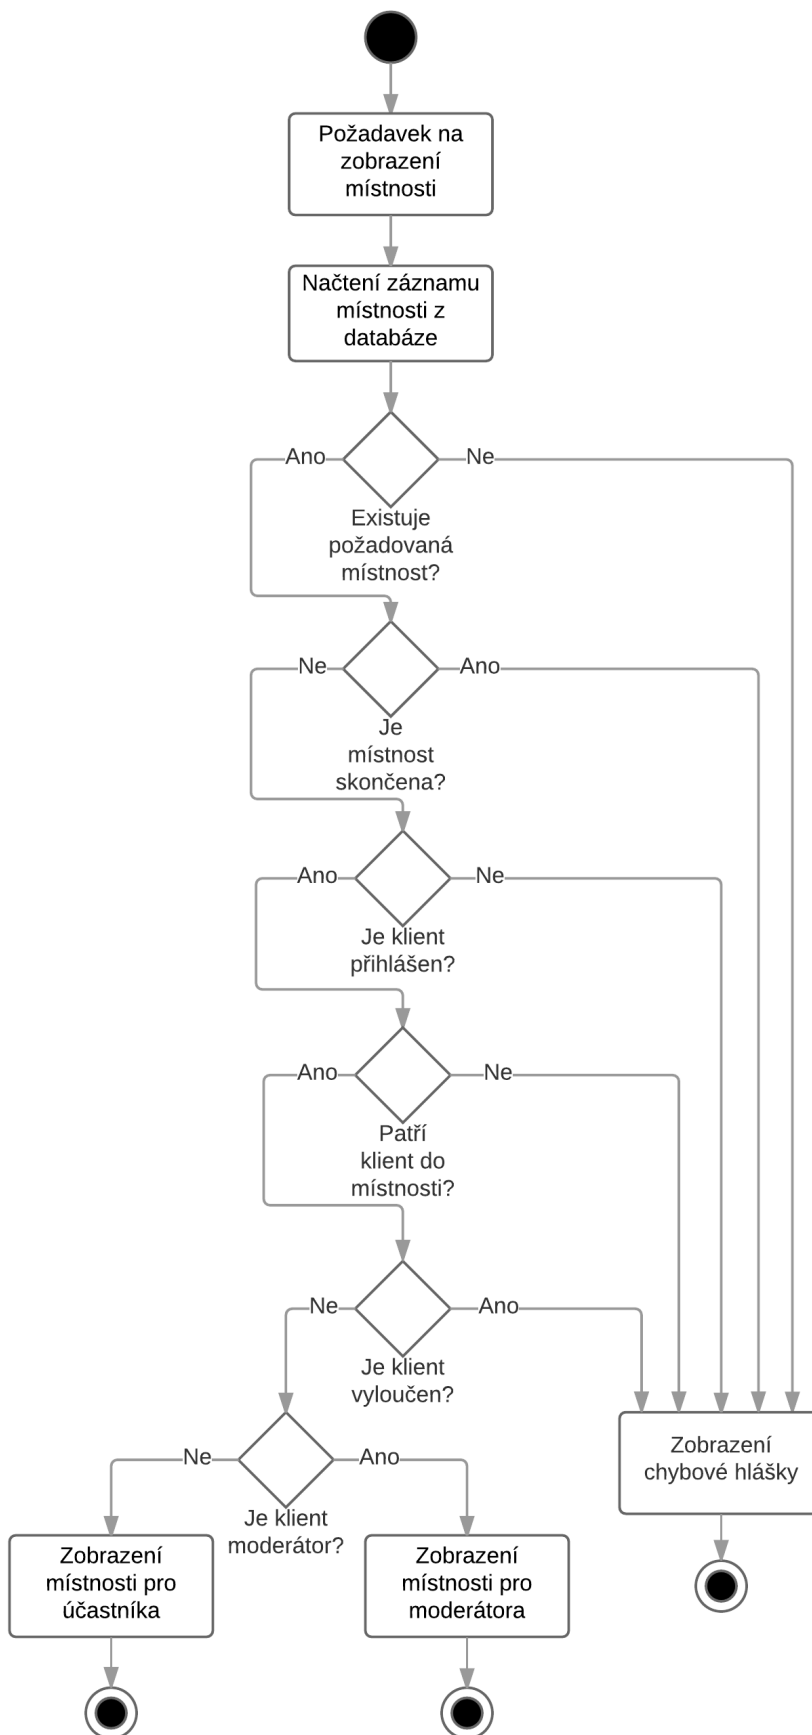 Požadavek na
zobrazení
místnosti
Načtení záznamu
místnosti z
databáze
Ano
Ne
Existuje
požadovaná
místnost?
Ne
Ano
Je
místnost
skončena?
Ano
Ne
Je klient
přihlášen?
Ano
Ne
Patří
klient do
místnosti?
Ne
Ano
Je klient
vyloučen?
Zobrazení
chybové hlášky
Ne
Ano
Je klient
moderátor?
Zobrazení
místnosti pro
účastníka
Zobrazení
místnosti pro
moderátora